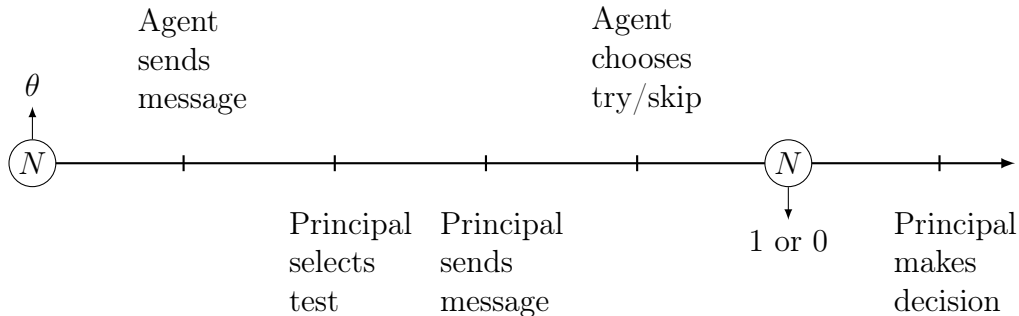 Agent
sends
message
Agent
chooses
try/skip
θ
N
N
Principal
selects
test
Principal
sends
message
1 or 0
Principal
makes
decision